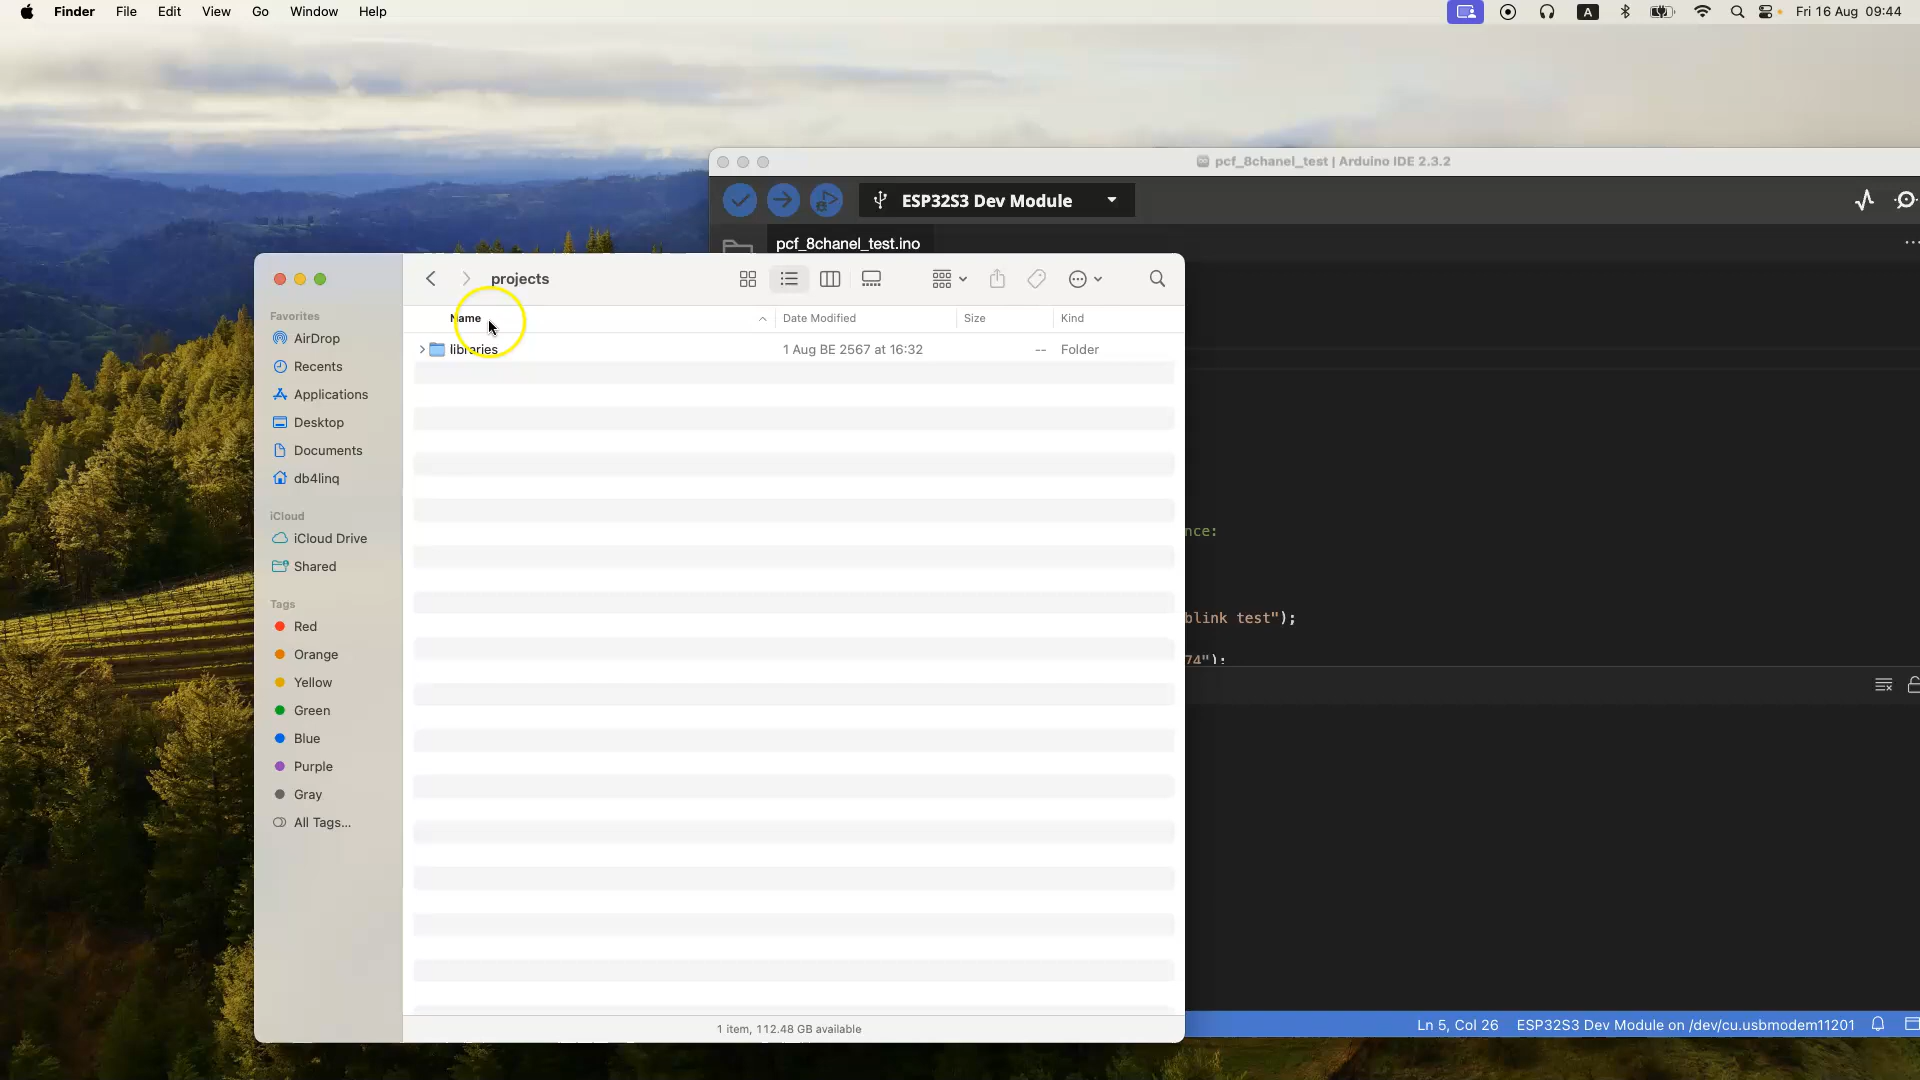 Finder File Edit View Go Window Help
A Fri 16 Aug 09:44
pcf_8chanel_test | Arduino IDE 2.3.2
ESP32S3 Dev Module
pcf_8chanel_test.ino
projects
Name Date Modified Size Kind
libraries 1 Aug BE 2567 at 16:32 -- Folder
Favorites
AirDrop
Recents
Applications
Desktop
Documents
db4linq
iCloud
iCloud Drive
Shared
Tags
Red
Orange
Yellow
Green
Blue
Purple
Gray
All Tags...
1 item, 112.48 GB available
nce:
blink test");
74");
Ln 5, Col 26 ESP32S3 Dev Module on /dev/cu.usbmodem11201